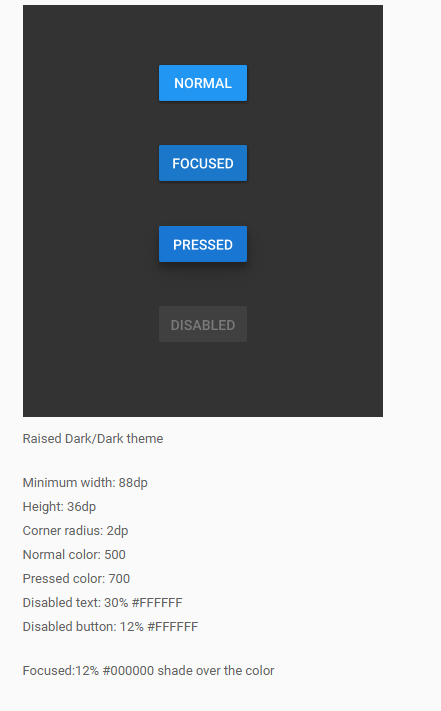 NORMAL
FOCUSED
PRESSED
DISABLED
Raised Dark/Dark theme
Minimum width: 88dp
Height: 36dp
Corner radius: 2dp
Normal color: 500
Pressed color: 700
Disabled text: 30% #FFFFFF
Disabled button: 12% #FFFFFF
Focused:12% #000000 shade over the color